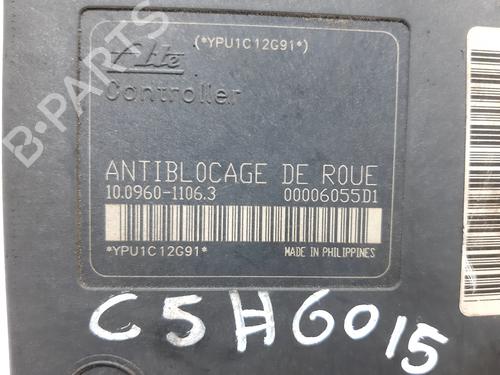 (*YPU1C12G91*)
Ate
Controller
ANTIBLOCAGE DE ROUE
10.0960-1106.3 00006055D1
*YPU1C12G91* MADE IN PHILIPPINES
C5H6015
B-PARTS